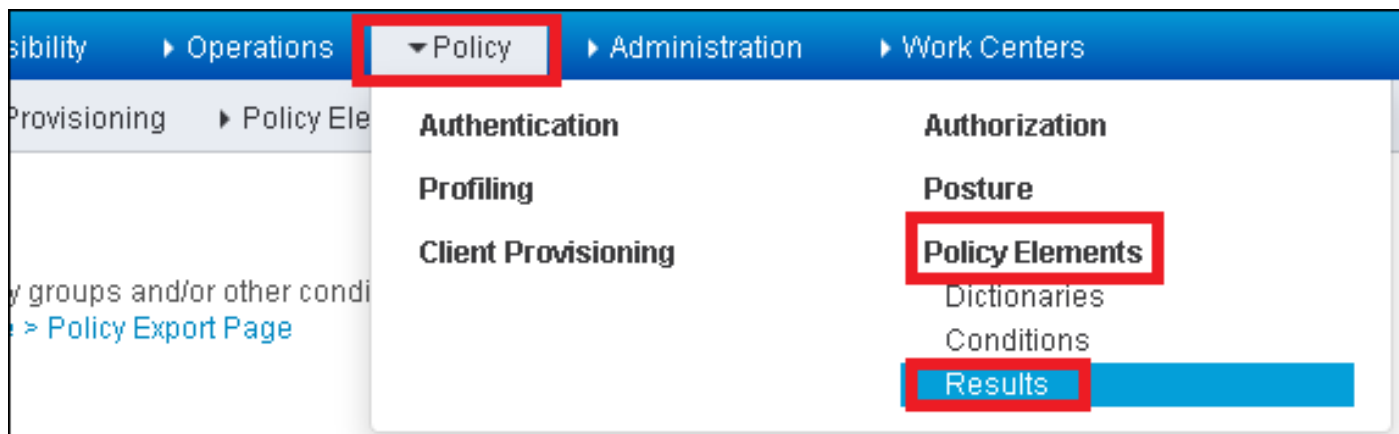 sibility Operations Policy Administration Work Centers
Provisioning Policy Ele
Authentication Authorization
Profiling Posture
Client Provisioning Policy Elements
y groups and/or other condi Dictionaries
> Policy Export Page Conditions
Results